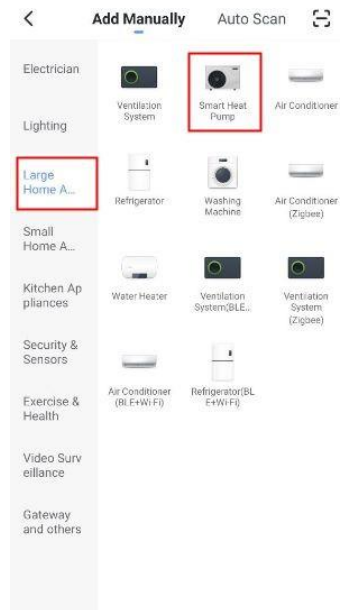 Add Manually
Auto Scan
Electrician
Lighting
Large
Home A...
Small
Home A...
Kitchen Ap
pliances
Security &
Sensors
Exercise &
Health
Video Surv
eillance
Gateway
and others
Ventilation
System
Smart Heat
Pump
Air Conditioner
Refrigerator
Washing
Machine
Air Conditioner
(Zigbee)
Water Heater
Ventilation
System(BLE..
Ventilation
System
(Zigbee)
Air Conditioner
(BLE+Wi-Fi)
Refrigerator(BL
E+Wi-Fi)